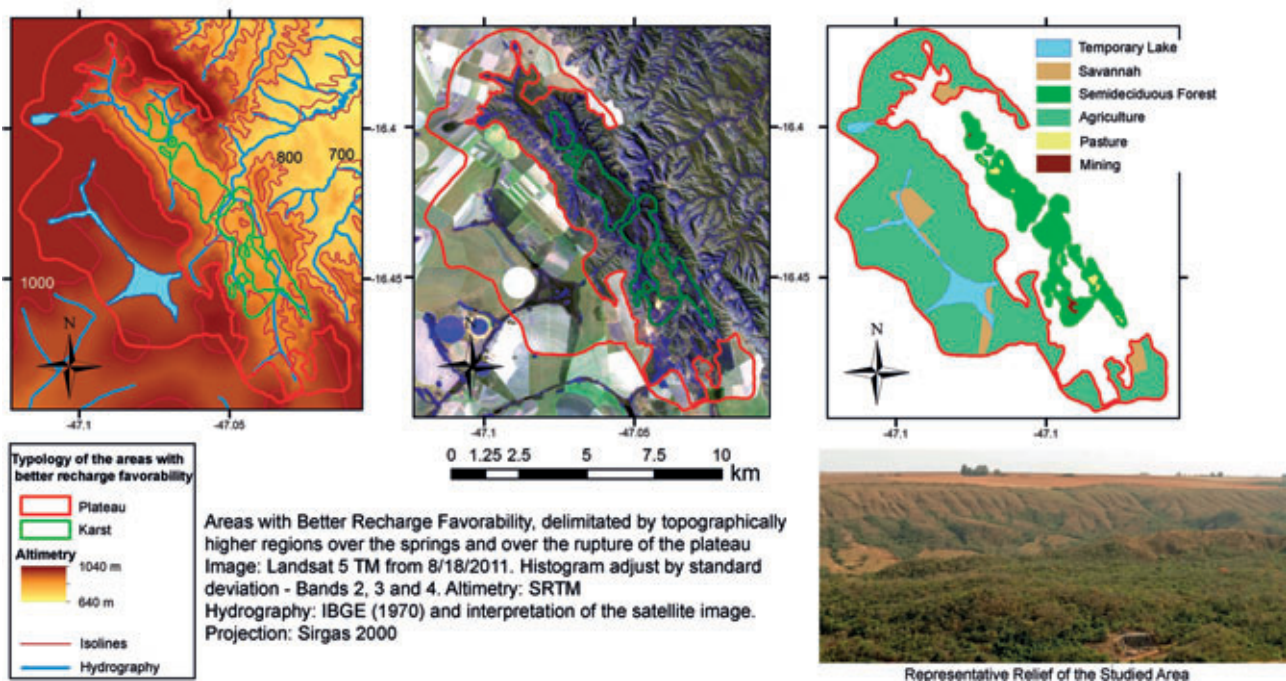 800
700
1000
N
-47.1
-47.05
-16.4
-16.45
N
-47.1
-47.05
-16.4
-16.45
N
-47.1
-47.1
Temporary Lake
Savannah
Semideciduous Forest
Agriculture
Pasture
Mining
0 1.25 2.5 5 7.5 10
km
Typology of the areas with
better recharge favorability
Plateau
Karst
Altimetry
1040 m
640 m
Isolines
Hydrography
Areas with Better Recharge Favorability, delimitated by topographically
higher regions over the springs and over the rupture of the plateau
Image: Landsat 5 TM from 8/18/2011. Histogram adjust by standard
deviation - Bands 2, 3 and 4. Altimetry: SRTM
Hydrography: IBGE (1970) and interpretation of the satellite image.
Projection: Sirgas 2000
Representative Relief of the Studied Area